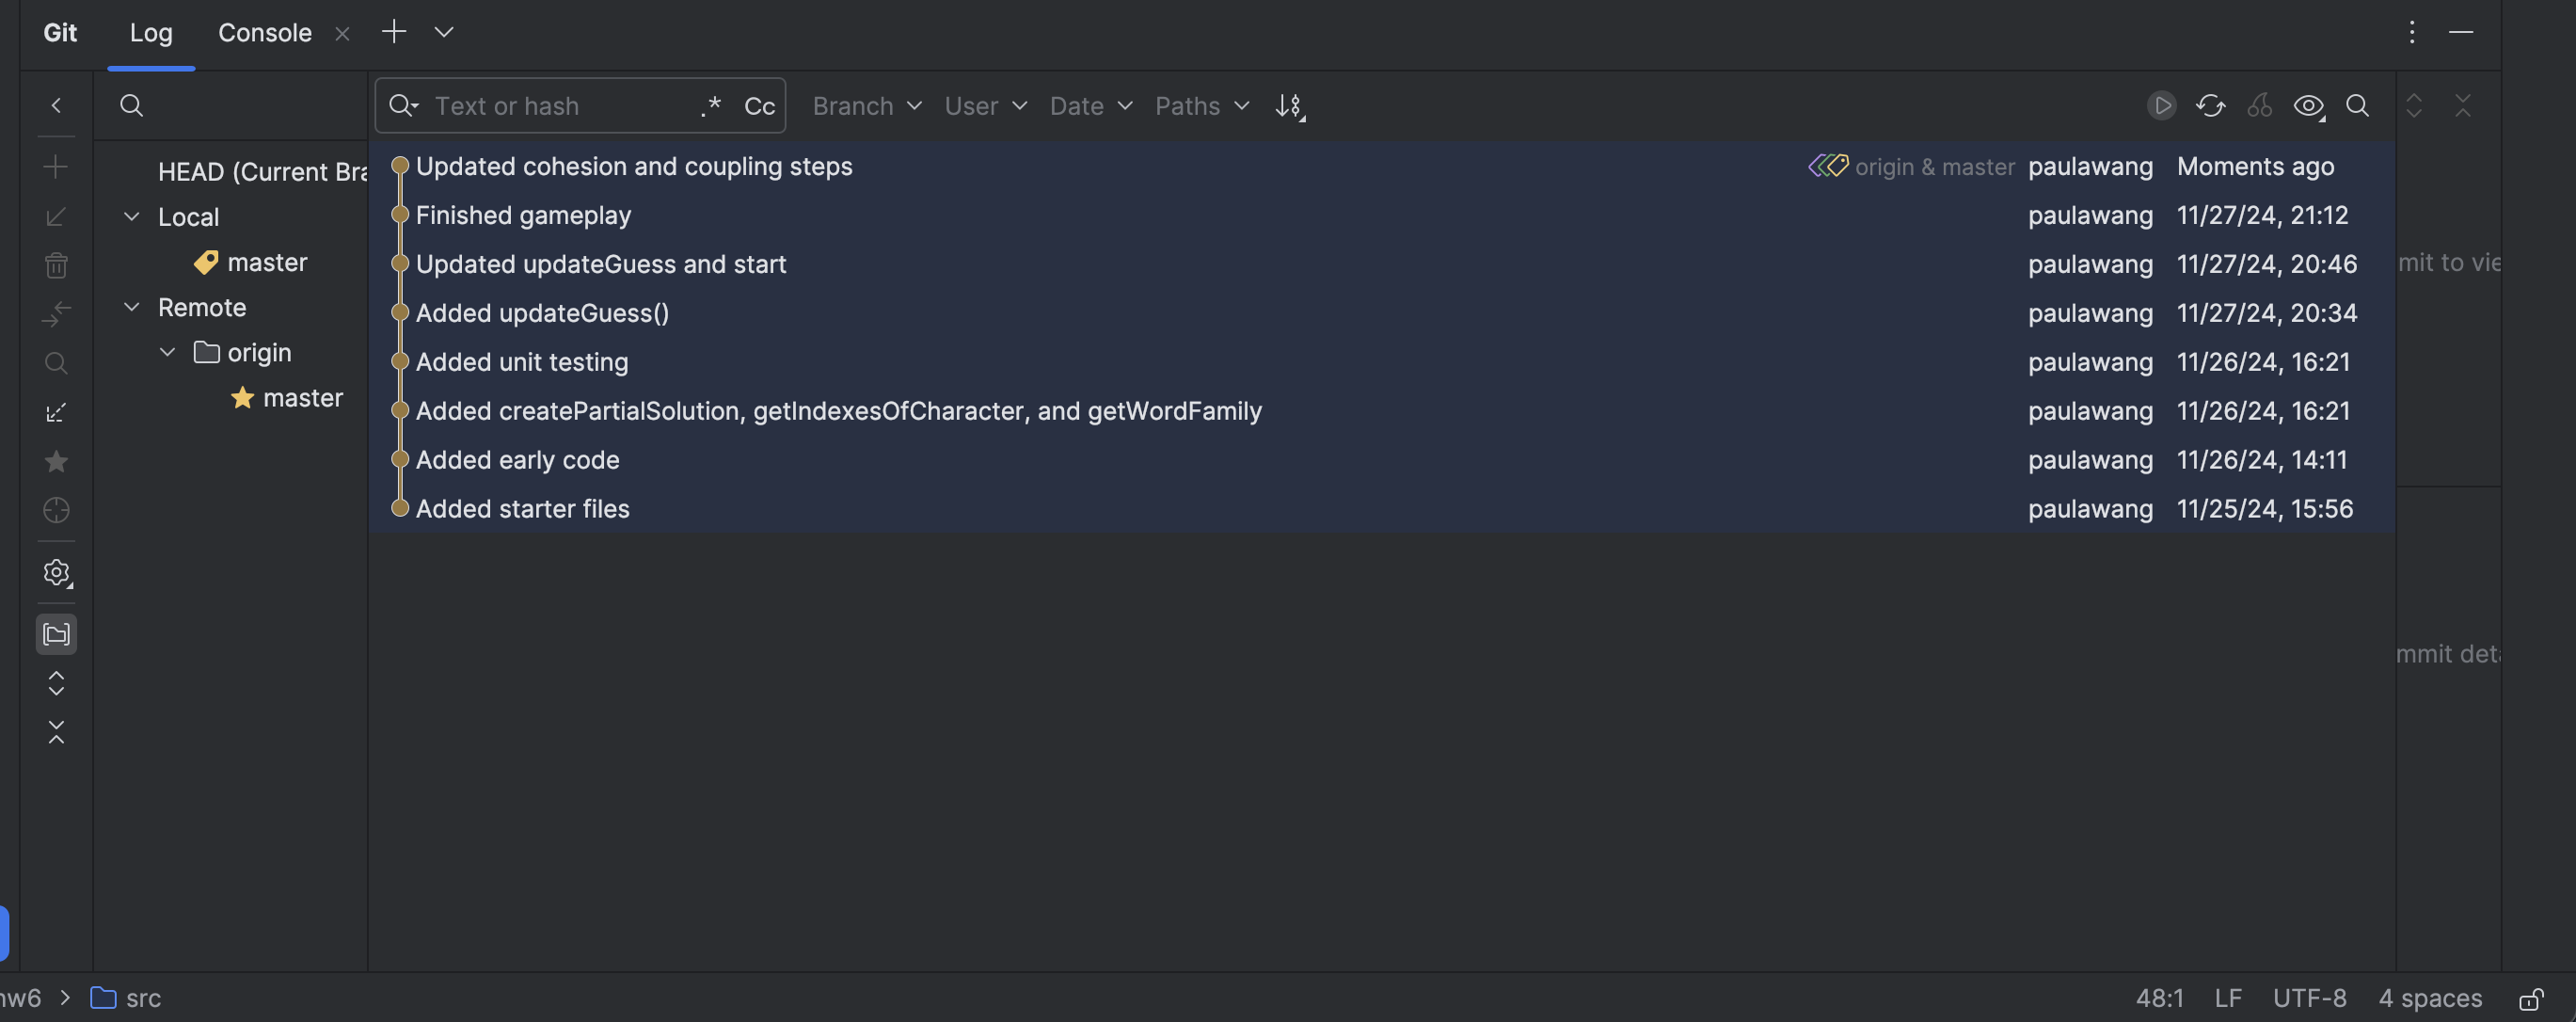 Git Log Console
Text or hash .* Cc Branch User Date Paths
HEAD (Current Bra
Local
master
Remote
origin
master
Updated cohesion and coupling steps origin & master paulawang Moments ago
Finished gameplay paulawang 11/27/24, 21:12
Updated updateGuess and start paulawang 11/27/24, 20:46
Added updateGuess() paulawang 11/27/24, 20:34
Added unit testing paulawang 11/26/24, 16:21
Added createPartialSolution, getIndexesOfCharacter, and getWordFamily paulawang 11/26/24, 16:21
Added early code paulawang 11/26/24, 14:11
Added starter files paulawang 11/25/24, 15:56
mit to vie
mmit deta
hw6 > src 48:1 LF UTF-8 4 spaces